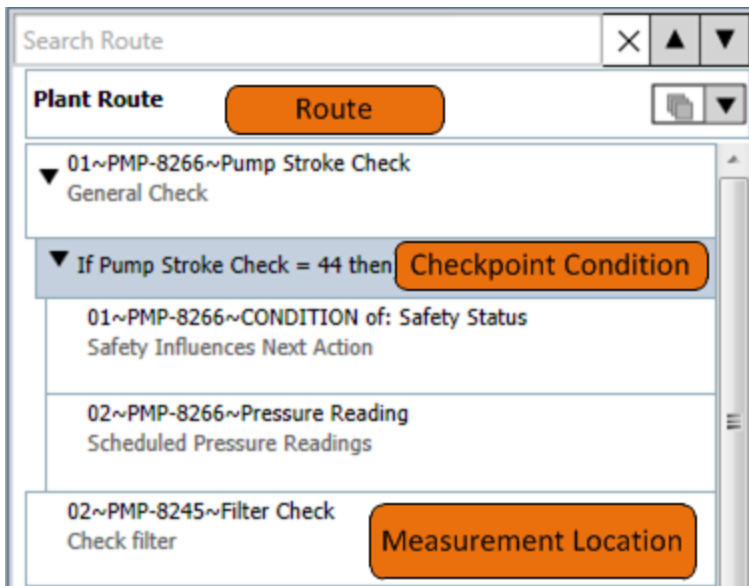 Search Route
Plant Route
Route
01~PMP-8266~Pump Stroke Check
General Check
If Pump Stroke Check = 44 then
Checkpoint Condition
01~PMP-8266~CONDITION of: Safety Status
Safety Influences Next Action
02~PMP-8266~Pressure Reading
Scheduled Pressure Readings
02~PMP-8245~Filter Check
Check filter
Measurement Location